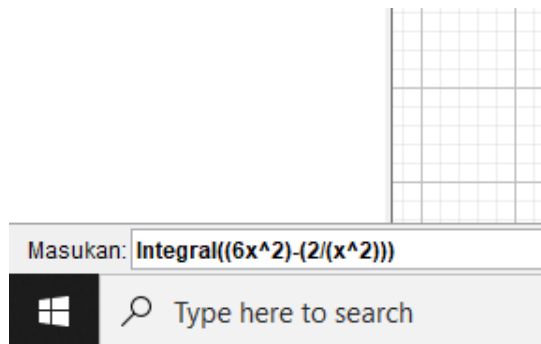 Masukan: Integral((6x^2)-(2/(x^2)))
Type here to search